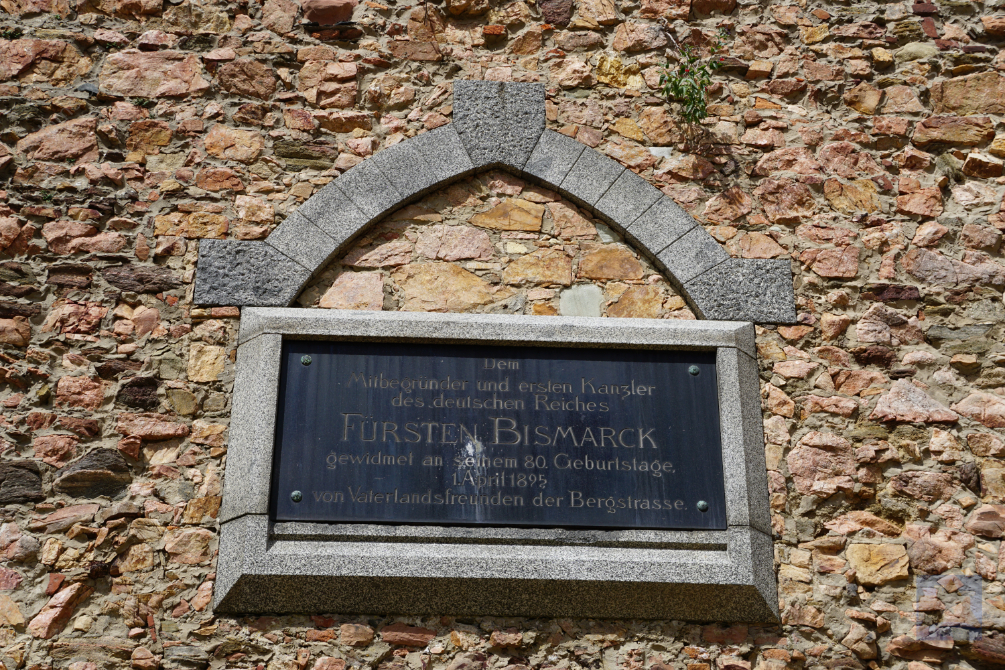 Dem
Mitbegründer und ersten Kanzler
des deutschen Reiches
FÜRSTEN BISMARCK
gewidmet an seinem 80. Geburtstage,
1. April 1895
von Vaterlandsfreunden der Bergstrasse.